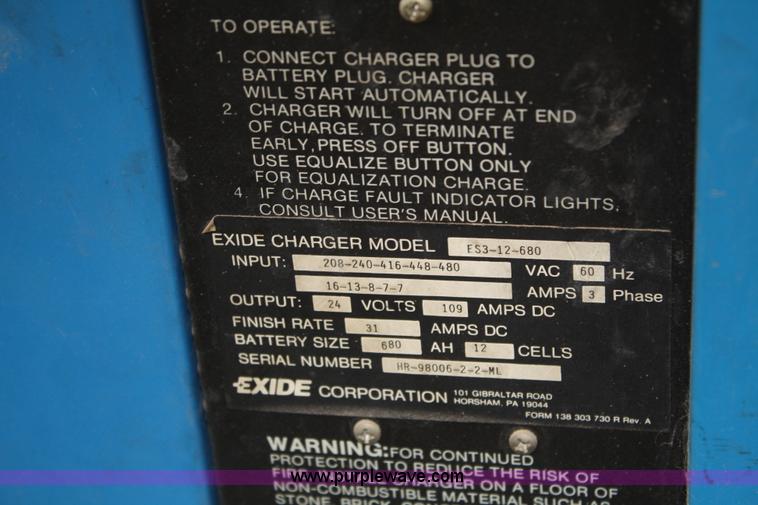 TO OPERATE:
1. CONNECT CHARGER PLUG TO
BATTERY PLUG. CHARGER
WILL START AUTOMATICALLY.
2. CHARGER WILL TURN OFF AT END
OF CHARGE. TO TERMINATE
EARLY, PRESS OFF BUTTON.
USE EQUALIZE BUTTON ONLY
FOR EQUALIZATION CHARGE.
4. IF CHARGE FAULT INDICATOR LIGHTS,
CONSULT USER'S MANUAL.
EXIDE CHARGER MODEL ES3-12-680
INPUT: 208-240-416-448-480 VAC 60 Hz
16-13-8-7-7 AMPS 3 Phase
OUTPUT: 24 VOLTS 109 AMPS DC
FINISH RATE 31 AMPS DC
BATTERY SIZE 680 AH 12 CELLS
SERIAL NUMBER HR-98006-2-2-ML
EXIDE CORPORATION 101 GIBRALTAR ROAD
HORSHAM, PA 19044
FORM 138 303 730 R Rev. A
WARNING: FOR CONTINUED
PROTECTION TO REDUCE THE RISK OF
CHARGER ON A FLOOR OF
NON-COMBUSTIBLE MATERIAL SUCH AS
STONE, BRICK,
www.purplewave.com